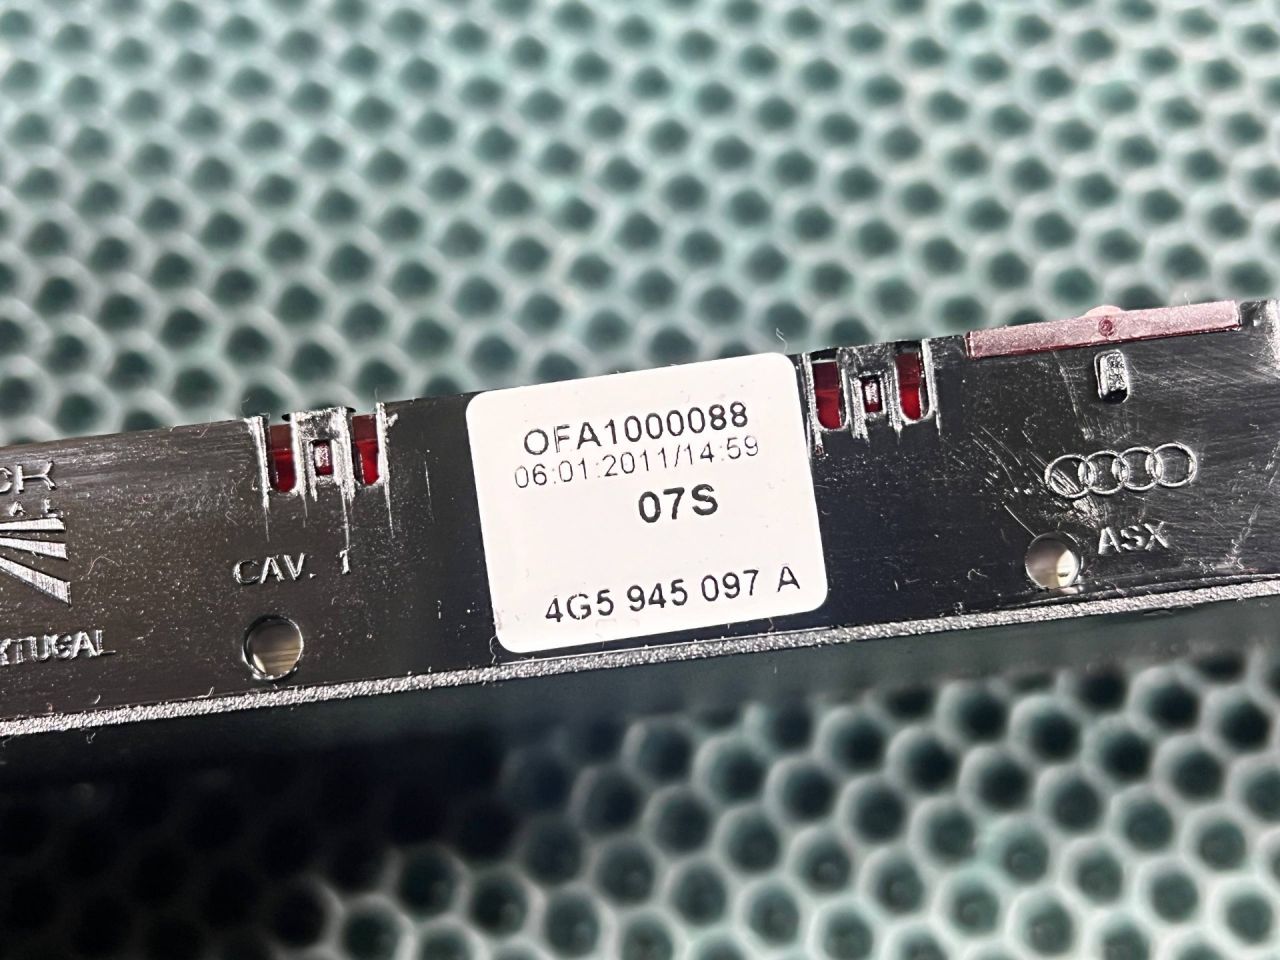 OFA1000088
06:01:2011/14:59
07S
4G5 945 097 A
CAV. 1
ASX